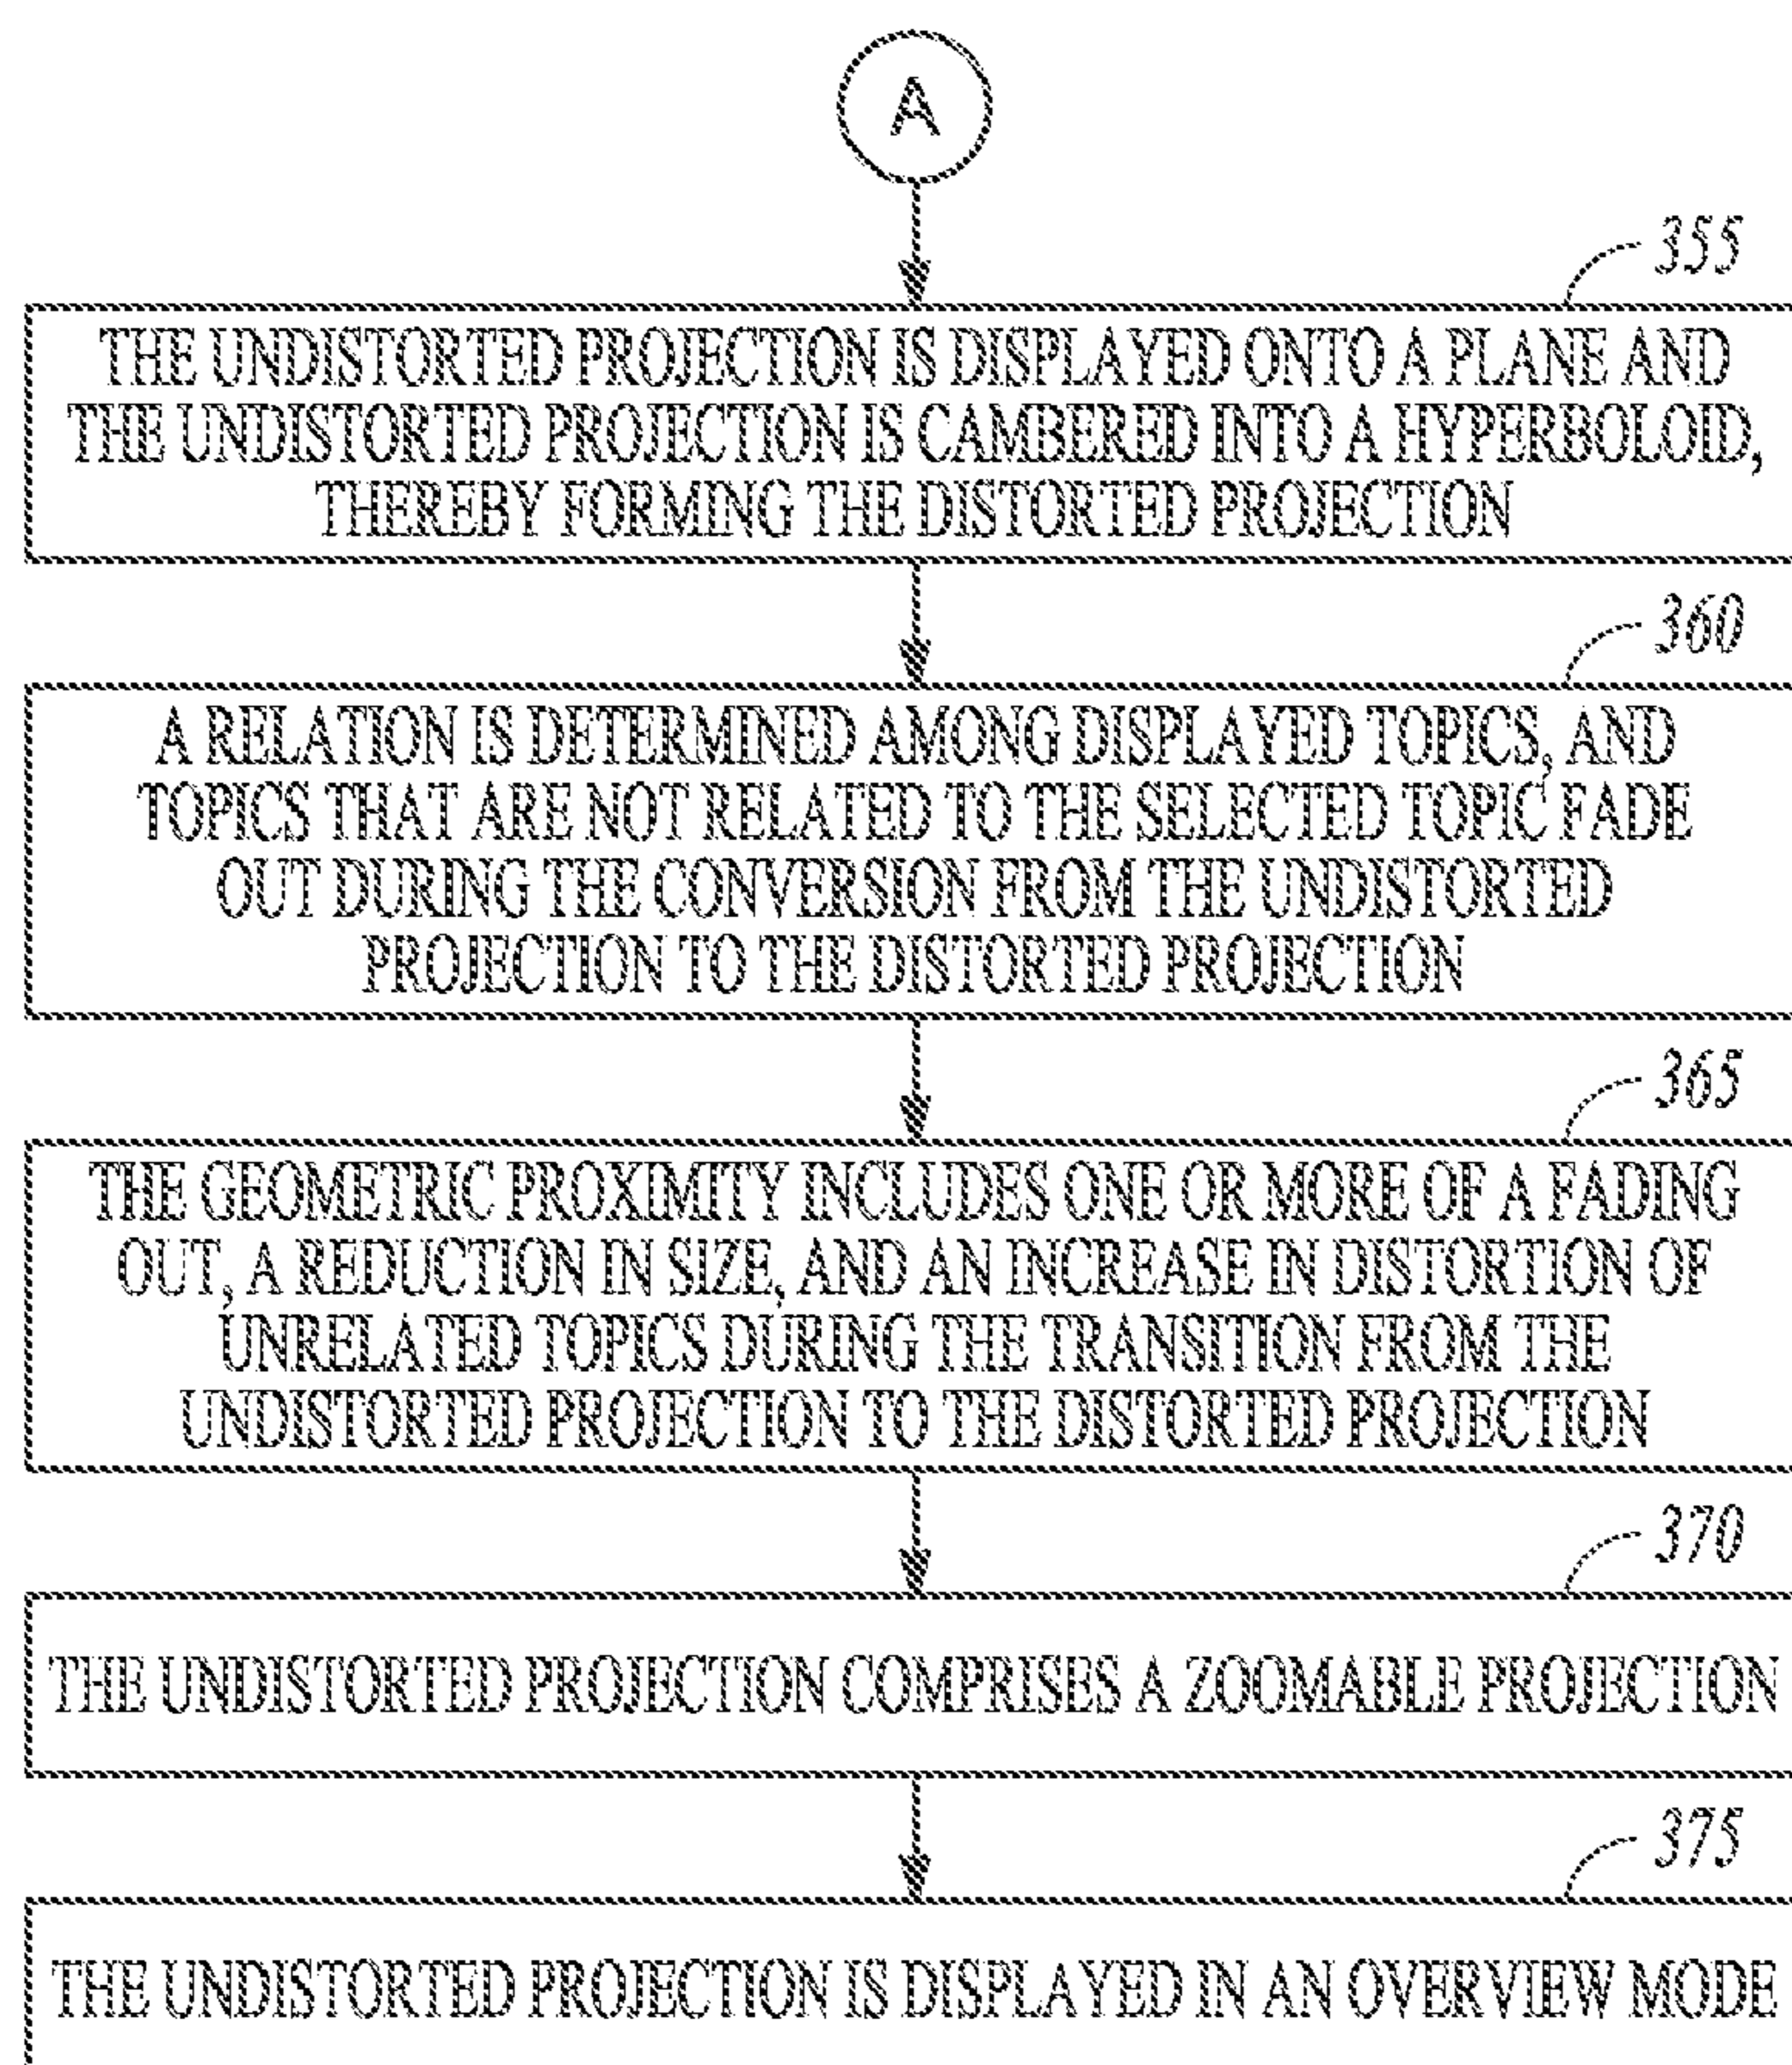 A
355
THE UNDISTORTED PROJECTION IS DISPLAYED ONTO A PLANE AND
THE UNDISTORTED PROJECTION IS CAMBERED INTO A HYPERBOLOID,
THEREBY FORMING THE DISTORTED PROJECTION
360
A RELATION IS DETERMINED AMONG DISPLAYED TOPICS, AND
TOPICS THAT ARE NOT RELATED TO THE SELECTED TOPIC FADE
OUT DURING THE CONVERSION FROM THE UNDISTORTED
PROJECTION TO THE DISTORTED PROJECTION
365
THE GEOMETRIC PROXIMITY INCLUDES ONE OR MORE OF A FADING
OUT, A REDUCTION IN SIZE, AND AN INCREASE IN DISTORTION OF
UNRELATED TOPICS DURING THE TRANSITION FROM THE
UNDISTORTED PROJECTION TO THE DISTORTED PROJECTION
370
THE UNDISTORTED PROJECTION COMPRISES A ZOOMABLE PROJECTION
375
THE UNDISTORTED PROJECTION IS DISPLAYED IN AN OVERVIEW MODE